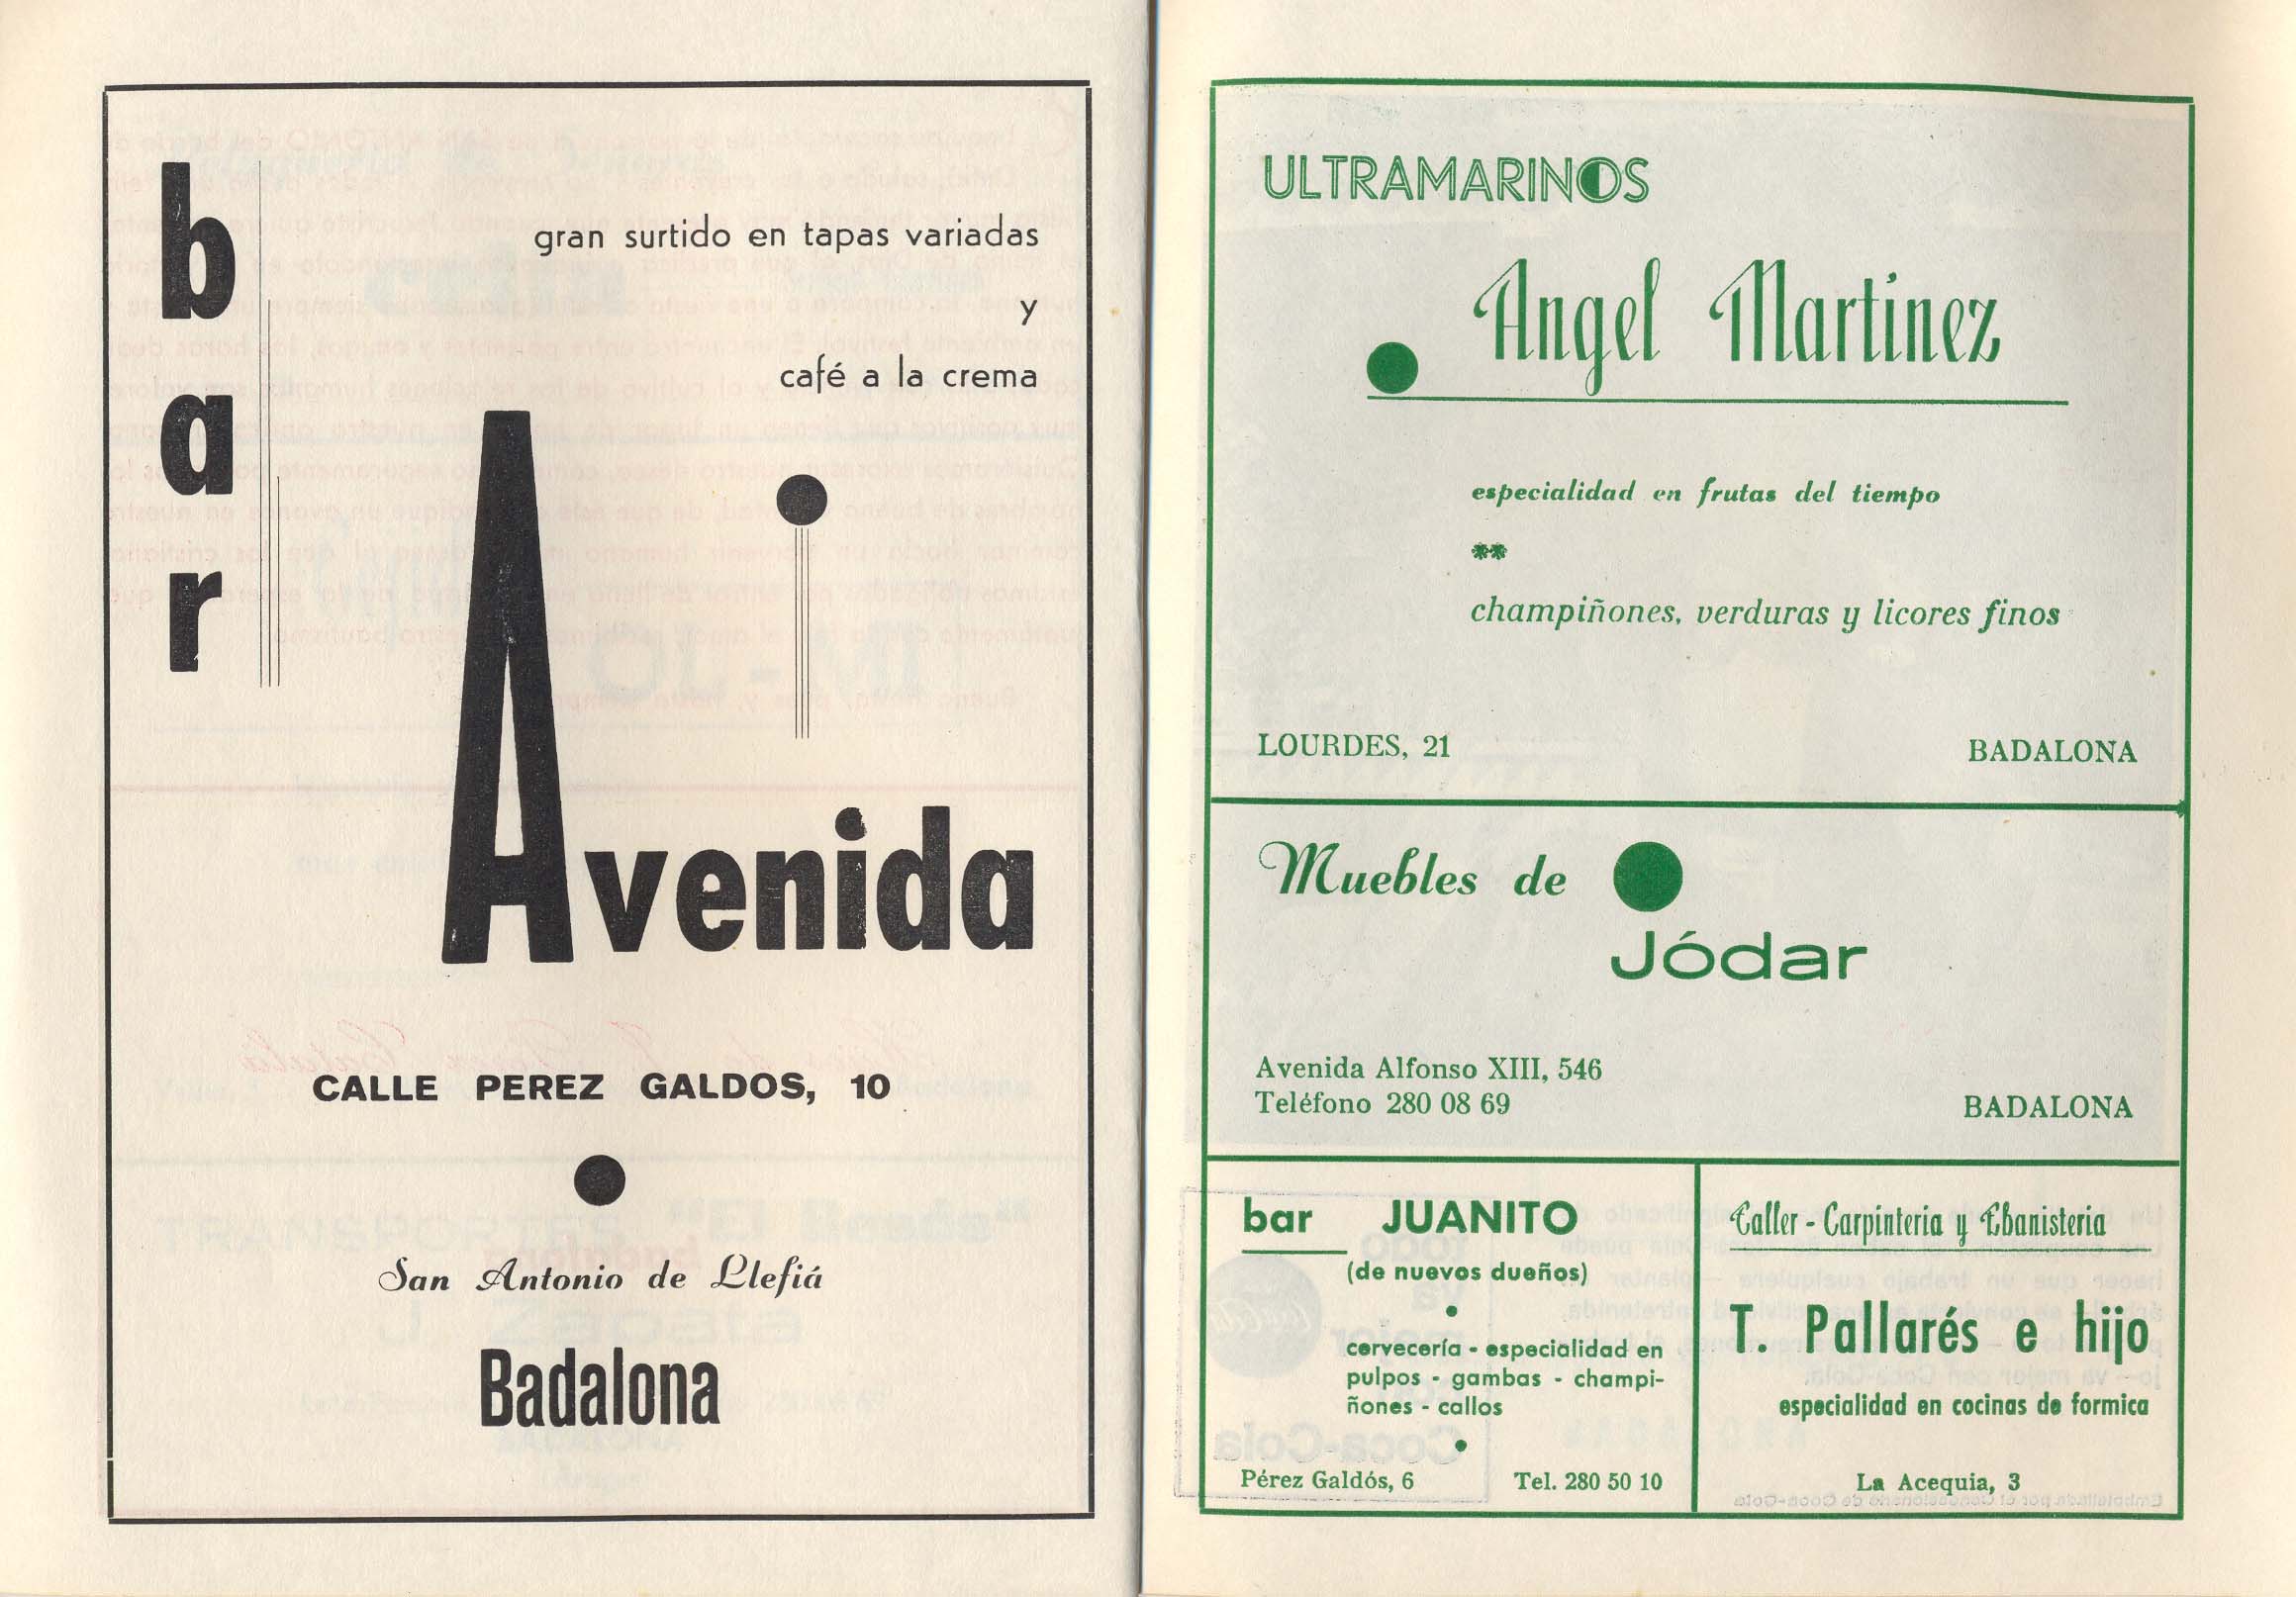 bar
gran surtido en tapas variadas
y
café a la crema
Avenida
CALLE PEREZ GALDOS, 10
San Antonio de Llefiá
Badalona
ULTRAMARINOS
Angel Martinez
especialidad en frutas del tiempo
**
champiñones, verduras y licores finos
LOURDES, 21
BADALONA
Muebles de
Jódar
Avenida Alfonso XIII, 546
Teléfono 280 08 69
BADALONA
bar JUANITO
(de nuevos dueños)
cervecería - especialidad en
pulpos - gambas - champi-
ñones - callos
Pérez Galdós, 6 Tel. 280 50 10
Taller - Carpinteria y Ebanisteria
T. Pallarés e hijo
especialidad en cocinas de formica
La Acequia, 3